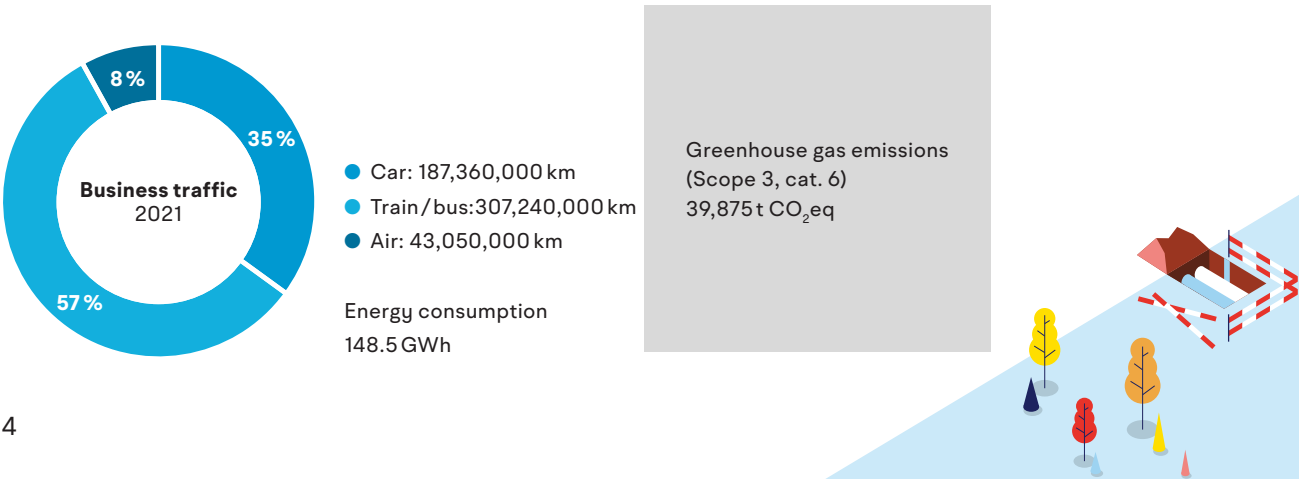 8 %
35 %
57 %
Business traffic
2021
Car: 187,360,000 km
Train/bus:307,240,000 km
Air: 43,050,000 km
Energy consumption
148.5 GWh
Greenhouse gas emissions
(Scope 3, cat. 6)
39,875 t CO₂eq
4